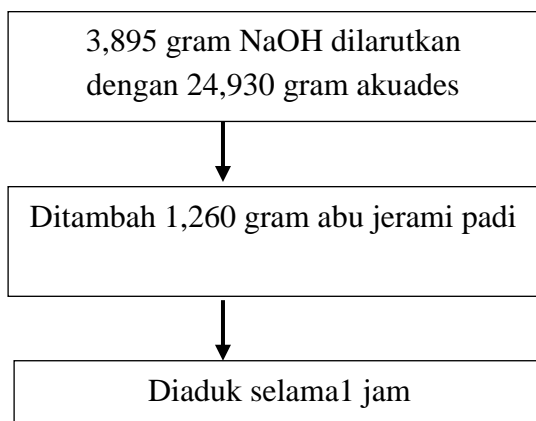 3,895 gram NaOH dilarutkan
dengan 24,930 gram akuades
Ditambah 1,260 gram abu jerami padi
Diaduk selama1 jam